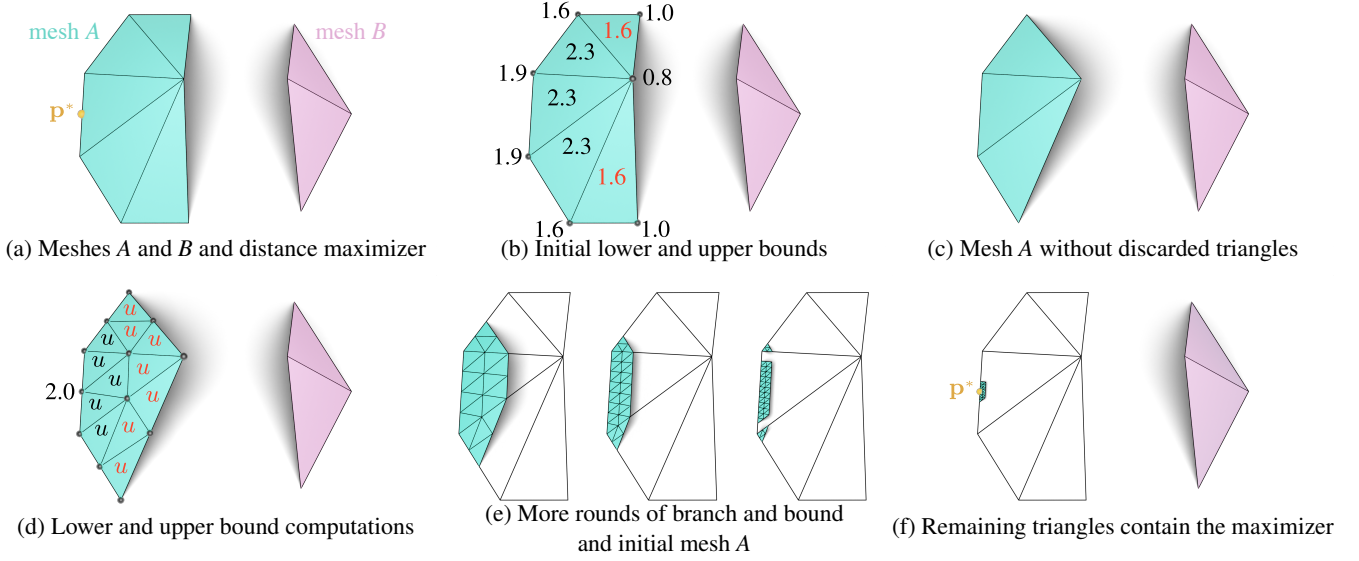 mesh A
mesh B
p*
(a) Meshes A and B and distance maximizer
1.6
1.0
1.6
2.3
1.9
0.8
2.3
2.3
1.9
1.6
1.6
1.0
(b) Initial lower and upper bounds
(c) Mesh A without discarded triangles
u
u
u
u
u
u
u
2.0
u
u
u
u
u
(d) Lower and upper bound computations
(e) More rounds of branch and bound
and initial mesh A
p*
(f) Remaining triangles contain the maximizer